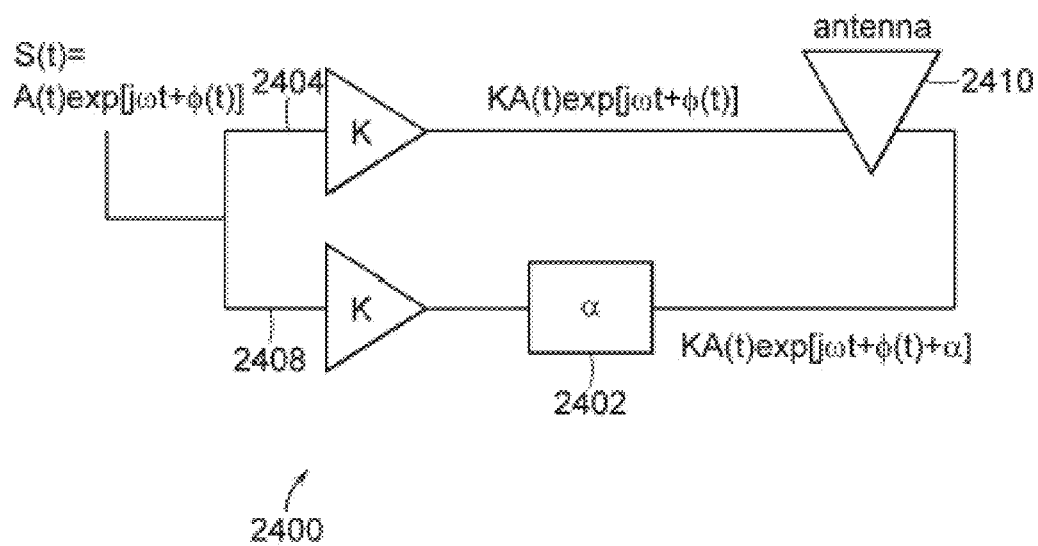 antenna
S(t)=
A(t)exp[jωt+ϕ(t)]
2404
K
KA(t)exp[jωt+ϕ(t)]
2410
K
α
2408
2402
KA(t)exp[jωt+ϕ(t)+α]
2400